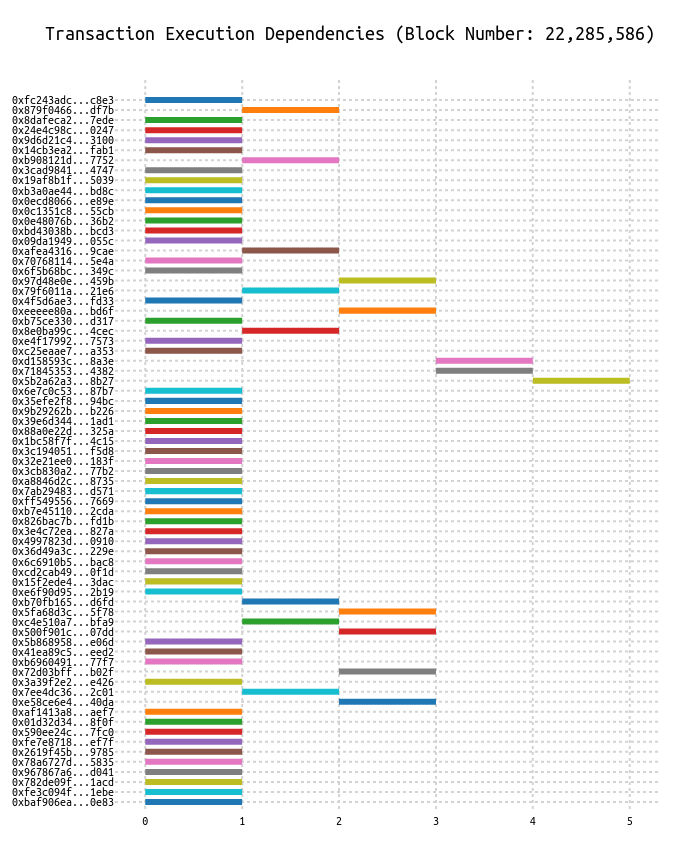 Transaction Execution Dependencies (Block Number: 22,285,586)
0xfc243adc...c8e3
0x879f0466...df7b
0x8dafeca2...7ede
0x24e4c98c...0247
0x9d6d21c4...3100
0x14cb3ea2...fab1
0xb908121d...7752
0x3cad9841...4747
0x19af8b1f...5039
0xb3a0ae44...bd8c
0x0ecd8066...e89e
0x0c1351c8...55cb
0x0e48076b...36b2
0xbd43038b...bcd3
0x09da1949...055c
0xafea4316...9cae
0x70768114...5e4a
0x6f5b68bc...349c
0x97d48e0e...459b
0x79f6011a...21e6
0x4f5d6ae3...fd33
0xeeeee80a...bd6f
0xb75ce330...d317
0x8e0ba99c...4cec
0xe4f17992...7573
0xc25eaae7...a353
0xd158593c...8a3e
0x71845353...4382
0x5b2a62a3...8b27
0x6e7c0c53...87b7
0x35efe2f8...94bc
0x9b29262b...b226
0x39e6d344...1ad1
0x88a0e22d...325a
0x1bc58f7f...4c15
0x3c194051...f5d8
0x32e21ee0...183f
0x3cb830a2...77b2
0xa8846d2c...8735
0x7ab29483...d571
0xff549556...7669
0xb7e45110...2cda
0x826bac7b...fd1b
0x3e4c72ea...827a
0x4997823d...0910
0x36d49a3c...229e
0x6c6910b5...bac8
0xcd2cab49...0f1d
0x15f2ede4...3dac
0xe6f90d95...2b19
0xb70fb165...d6fd
0x5fa68d3c...5f78
0xc4e510a7...bfa9
0x500f901c...07dd
0x5b868958...e06d
0x41ea89c5...eed2
0xb6960491...77f7
0x72d03bff...b02f
0x3a39f2e2...e426
0x7ee4dc36...2c01
0xe58ce6e4...40da
0xaf1413a8...aef7
0x01d32d34...8f0f
0x590ee24c...7fc0
0xfe7e8718...ef7f
0x2619f45b...9785
0x78a6727d...5835
0x967867a6...d041
0x782de09f...1acd
0xfe3c094f...1ebe
0xbaf906ea...0e83
0 1 2 3 4 5